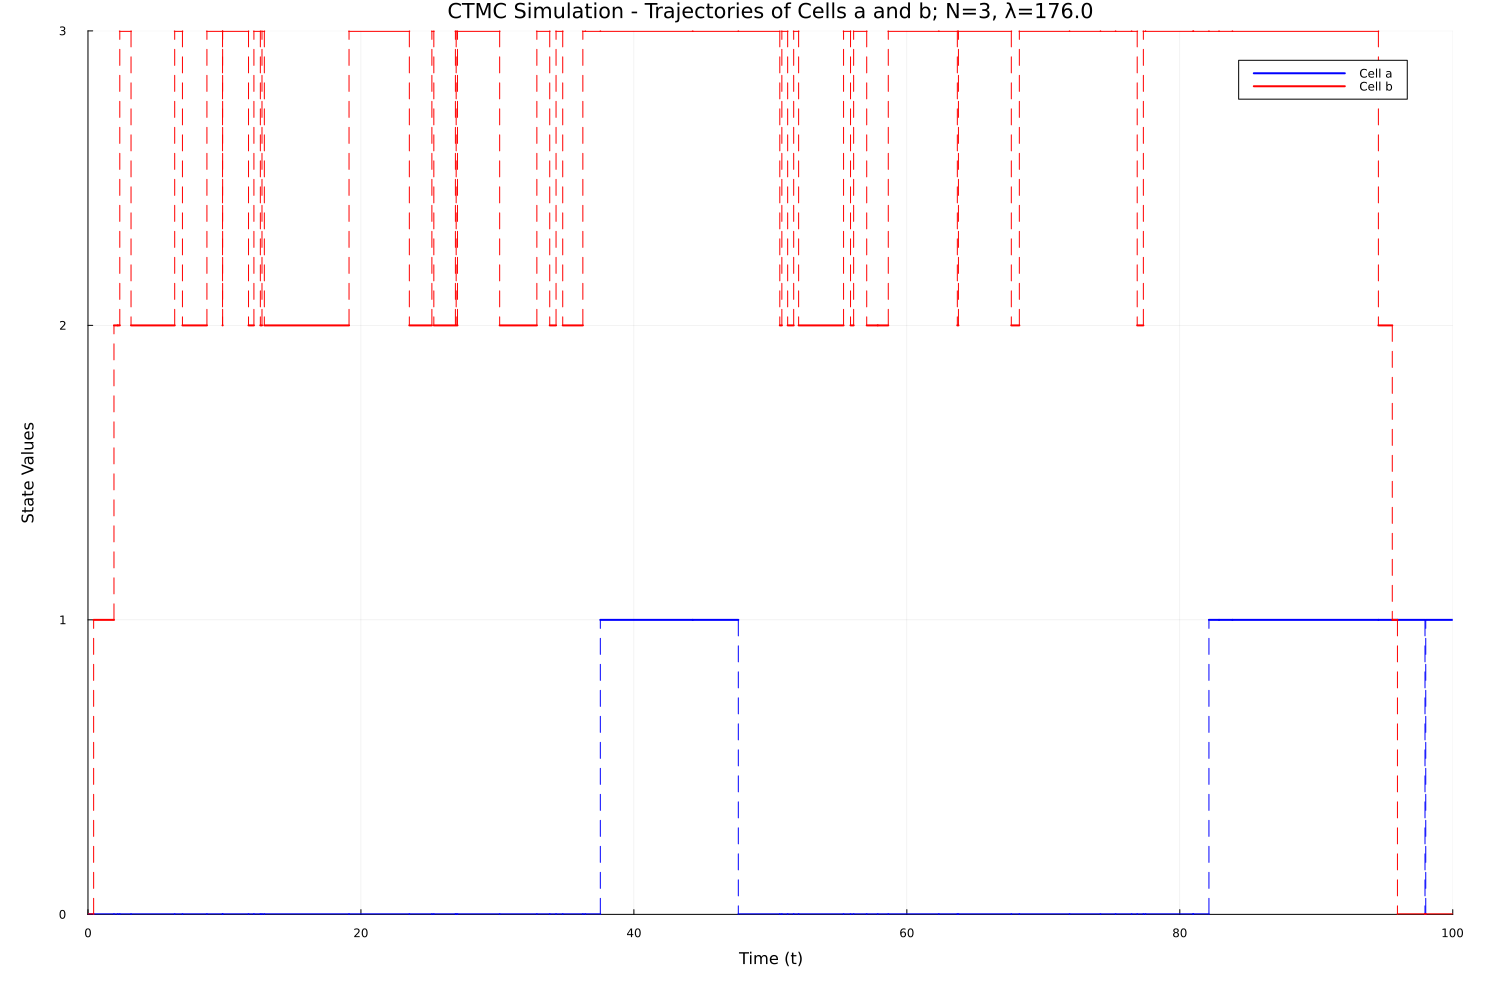 CTMC Simulation - Trajectories of Cells a and b; N=3, λ=176.0
3
Cell a
Cell b
2
State Values
1
0
0 20 40 60 80 100
Time (t)